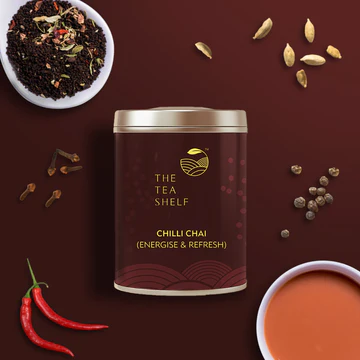 THE
TEA
SHELF
CHILLI CHAI
(ENERGISE & REFRESH)